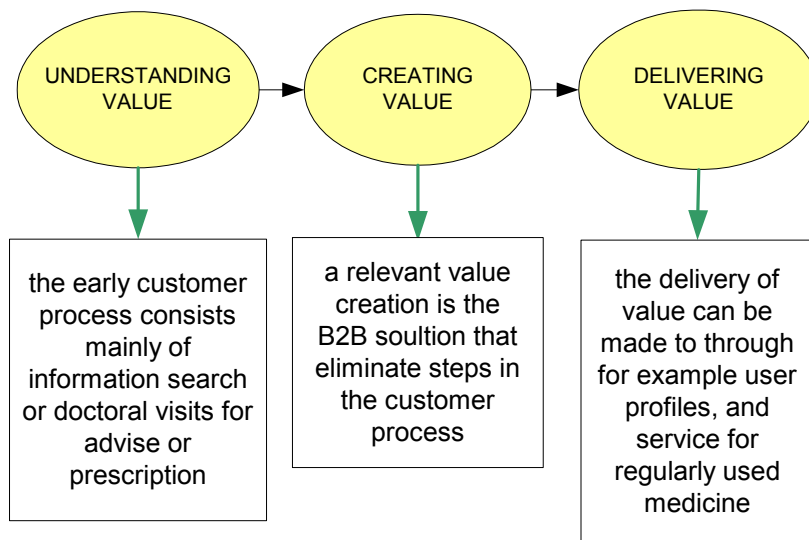 UNDERSTANDING
VALUE
CREATING
VALUE
DELIVERING
VALUE
the early customer
process consists
mainly of
information search
or doctoral visits for
advise or
prescription
a relevant value
creation is the
B2B soultion that
eliminate steps in
the customer
process
the delivery of
value can be
made to through
for example user
profiles, and
service for
regularly used
medicine